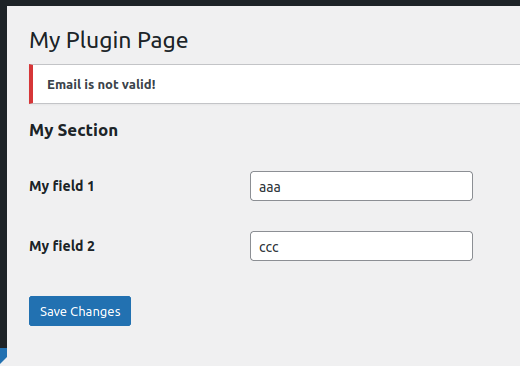 My Plugin Page
Email is not valid!
My Section
My field 1
aaa
My field 2
ccc
Save Changes